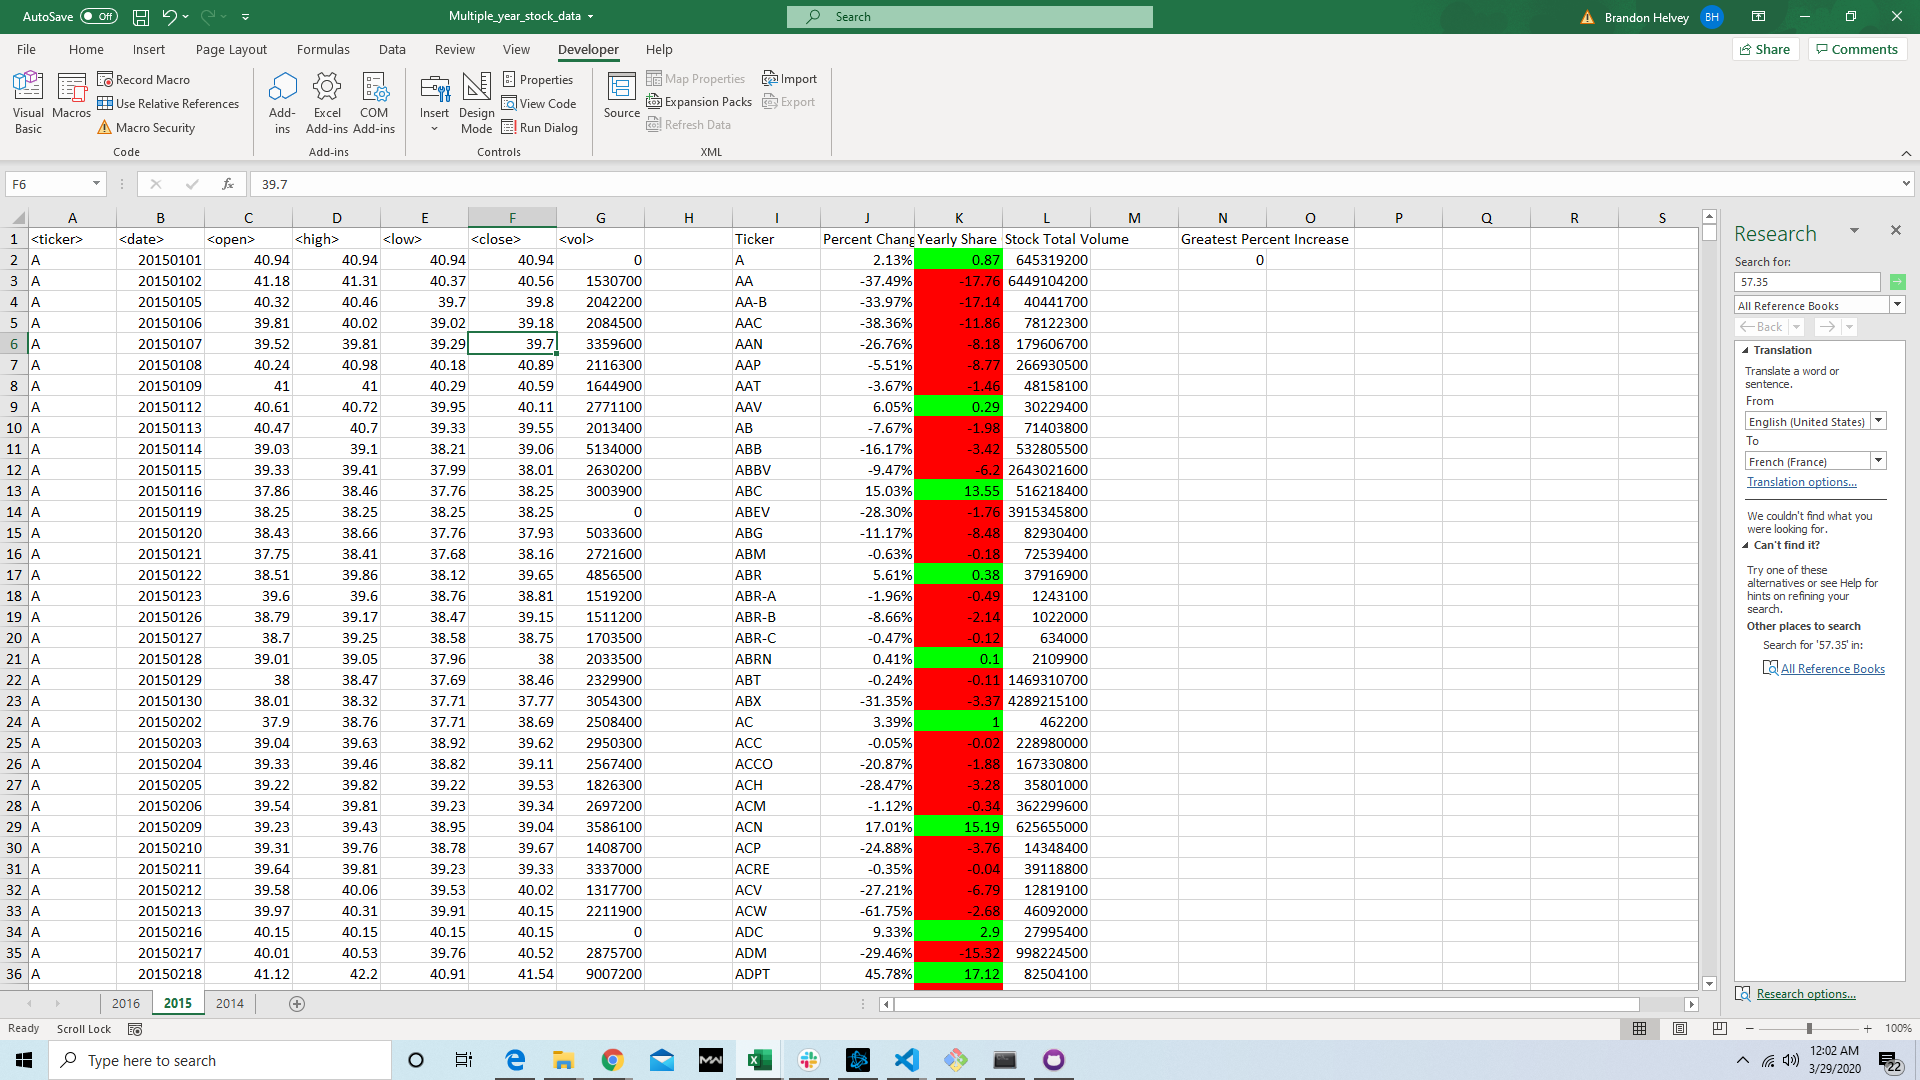 AutoSave Off Multiple_year_stock_data Search Brandon Helvey BH
File Home Insert Page Layout Formulas Data Review View Developer Help Share Comments
Visual Basic Macros Record Macro Use Relative References Macro Security
Add-ins Excel Add-ins COM Add-ins
Insert Design Mode Properties View Code Run Dialog
Source Map Properties Expansion Packs Refresh Data Import Export
Code Add-ins Controls XML
F6 fx 39.7
A B C D E F G H I J K L M N O P Q R S
1 <ticker> <date> <open> <high> <low> <close> <vol> Ticker Percent Chang Yearly Share Stock Total Volume Greatest Percent Increase
2 A 20150101 40.94 40.94 40.94 40.94 0 A 2.13% 0.87 645319200 0
3 A 20150102 41.18 41.31 40.37 40.56 1530700 AA -37.49% -17.76 6449104200
4 A 20150105 40.32 40.46 39.7 39.8 2042200 AA-B -33.97% -17.14 40441700
5 A 20150106 39.81 40.02 39.02 39.18 2084500 AAC -38.36% -11.86 78122300
6 A 20150107 39.52 39.81 39.29 39.7 3359600 AAN -26.76% -8.18 179606700
7 A 20150108 40.24 40.98 40.18 40.89 2116300 AAP -5.51% -8.77 266930500
8 A 20150109 41 41 40.29 40.59 1644900 AAT -3.67% -1.46 48158100
9 A 20150112 40.61 40.72 39.95 40.11 2771100 AAV 6.05% 0.29 30229400
10 A 20150113 40.47 40.7 39.33 39.55 2013400 AB -7.67% -1.98 71403800
11 A 20150114 39.03 39.1 38.21 39.06 5134000 ABB -16.17% -3.42 532805500
12 A 20150115 39.33 39.41 37.99 38.01 2630200 ABBV -9.47% -6.2 2643021600
13 A 20150116 37.86 38.46 37.76 38.25 3003900 ABC 15.03% 13.55 516218400
14 A 20150119 38.25 38.25 38.25 38.25 0 ABEV -28.30% -1.76 3915345800
15 A 20150120 38.43 38.66 37.76 37.93 5033600 ABG -11.17% -8.48 82930400
16 A 20150121 37.75 38.41 37.68 38.16 2721600 ABM -0.63% -0.18 72539400
17 A 20150122 38.51 39.86 38.12 39.65 4856500 ABR 5.61% 0.38 37916900
18 A 20150123 39.6 39.6 38.76 38.81 1519200 ABR-A -1.96% -0.49 1243100
19 A 20150126 38.79 39.17 38.47 39.15 1511200 ABR-B -8.66% -2.14 1022000
20 A 20150127 38.7 39.25 38.58 38.75 1703500 ABR-C -0.47% -0.12 634000
21 A 20150128 39.01 39.05 37.96 38 2033500 ABRN 0.41% 0.1 2109900
22 A 20150129 38 38.47 37.69 38.46 2329900 ABT -0.24% -0.11 1469310700
23 A 20150130 38.01 38.32 37.71 37.77 3054300 ABX -31.35% -3.37 4289215100
24 A 20150202 37.9 38.76 37.71 38.69 2508400 AC 3.39% 1 462200
25 A 20150203 39.04 39.63 38.92 39.62 2950300 ACC -0.05% -0.02 228980000
26 A 20150204 39.33 39.46 38.82 39.11 2567400 ACCO -20.87% -1.88 167330800
27 A 20150205 39.22 39.82 39.22 39.53 1826300 ACH -28.47% -3.28 35801000
28 A 20150206 39.54 39.81 39.23 39.34 2697200 ACM -1.12% -0.34 362299600
29 A 20150209 39.23 39.43 38.95 39.04 3586100 ACN 17.01% 15.19 625655000
30 A 20150210 39.31 39.76 38.78 39.67 1408700 ACP -24.88% -3.76 14348400
31 A 20150211 39.64 39.81 39.23 39.33 3337000 ACRE -0.35% -0.04 39118800
32 A 20150212 39.58 40.06 39.53 40.02 1317700 ACV -27.21% -6.79 12819100
33 A 20150213 39.97 40.31 39.91 40.15 2211900 ACW -61.75% -2.68 46092000
34 A 20150216 40.15 40.15 40.15 40.15 0 ADC 9.33% 2.9 27995400
35 A 20150217 40.01 40.53 39.76 40.52 2875700 ADM -29.46% -15.32 998224500
36 A 20150218 41.12 42.2 40.91 41.54 9007200 ADPT 45.78% 17.12 82504100
Research
Search for:
57.35
All Reference Books
Back
Translation
Translate a word or
sentence.
From
English (United States)
To
French (France)
Translation options...
We couldn't find what you
were looking for.
Can't find it?
Try one of these
alternatives or see Help for
hints on refining your
search.
Other places to search
Search for '57.35' in:
All Reference Books
Research options...
2016 2015 2014
Ready Scroll Lock 100%
Type here to search
MW
12:02 AM
3/29/2020
22